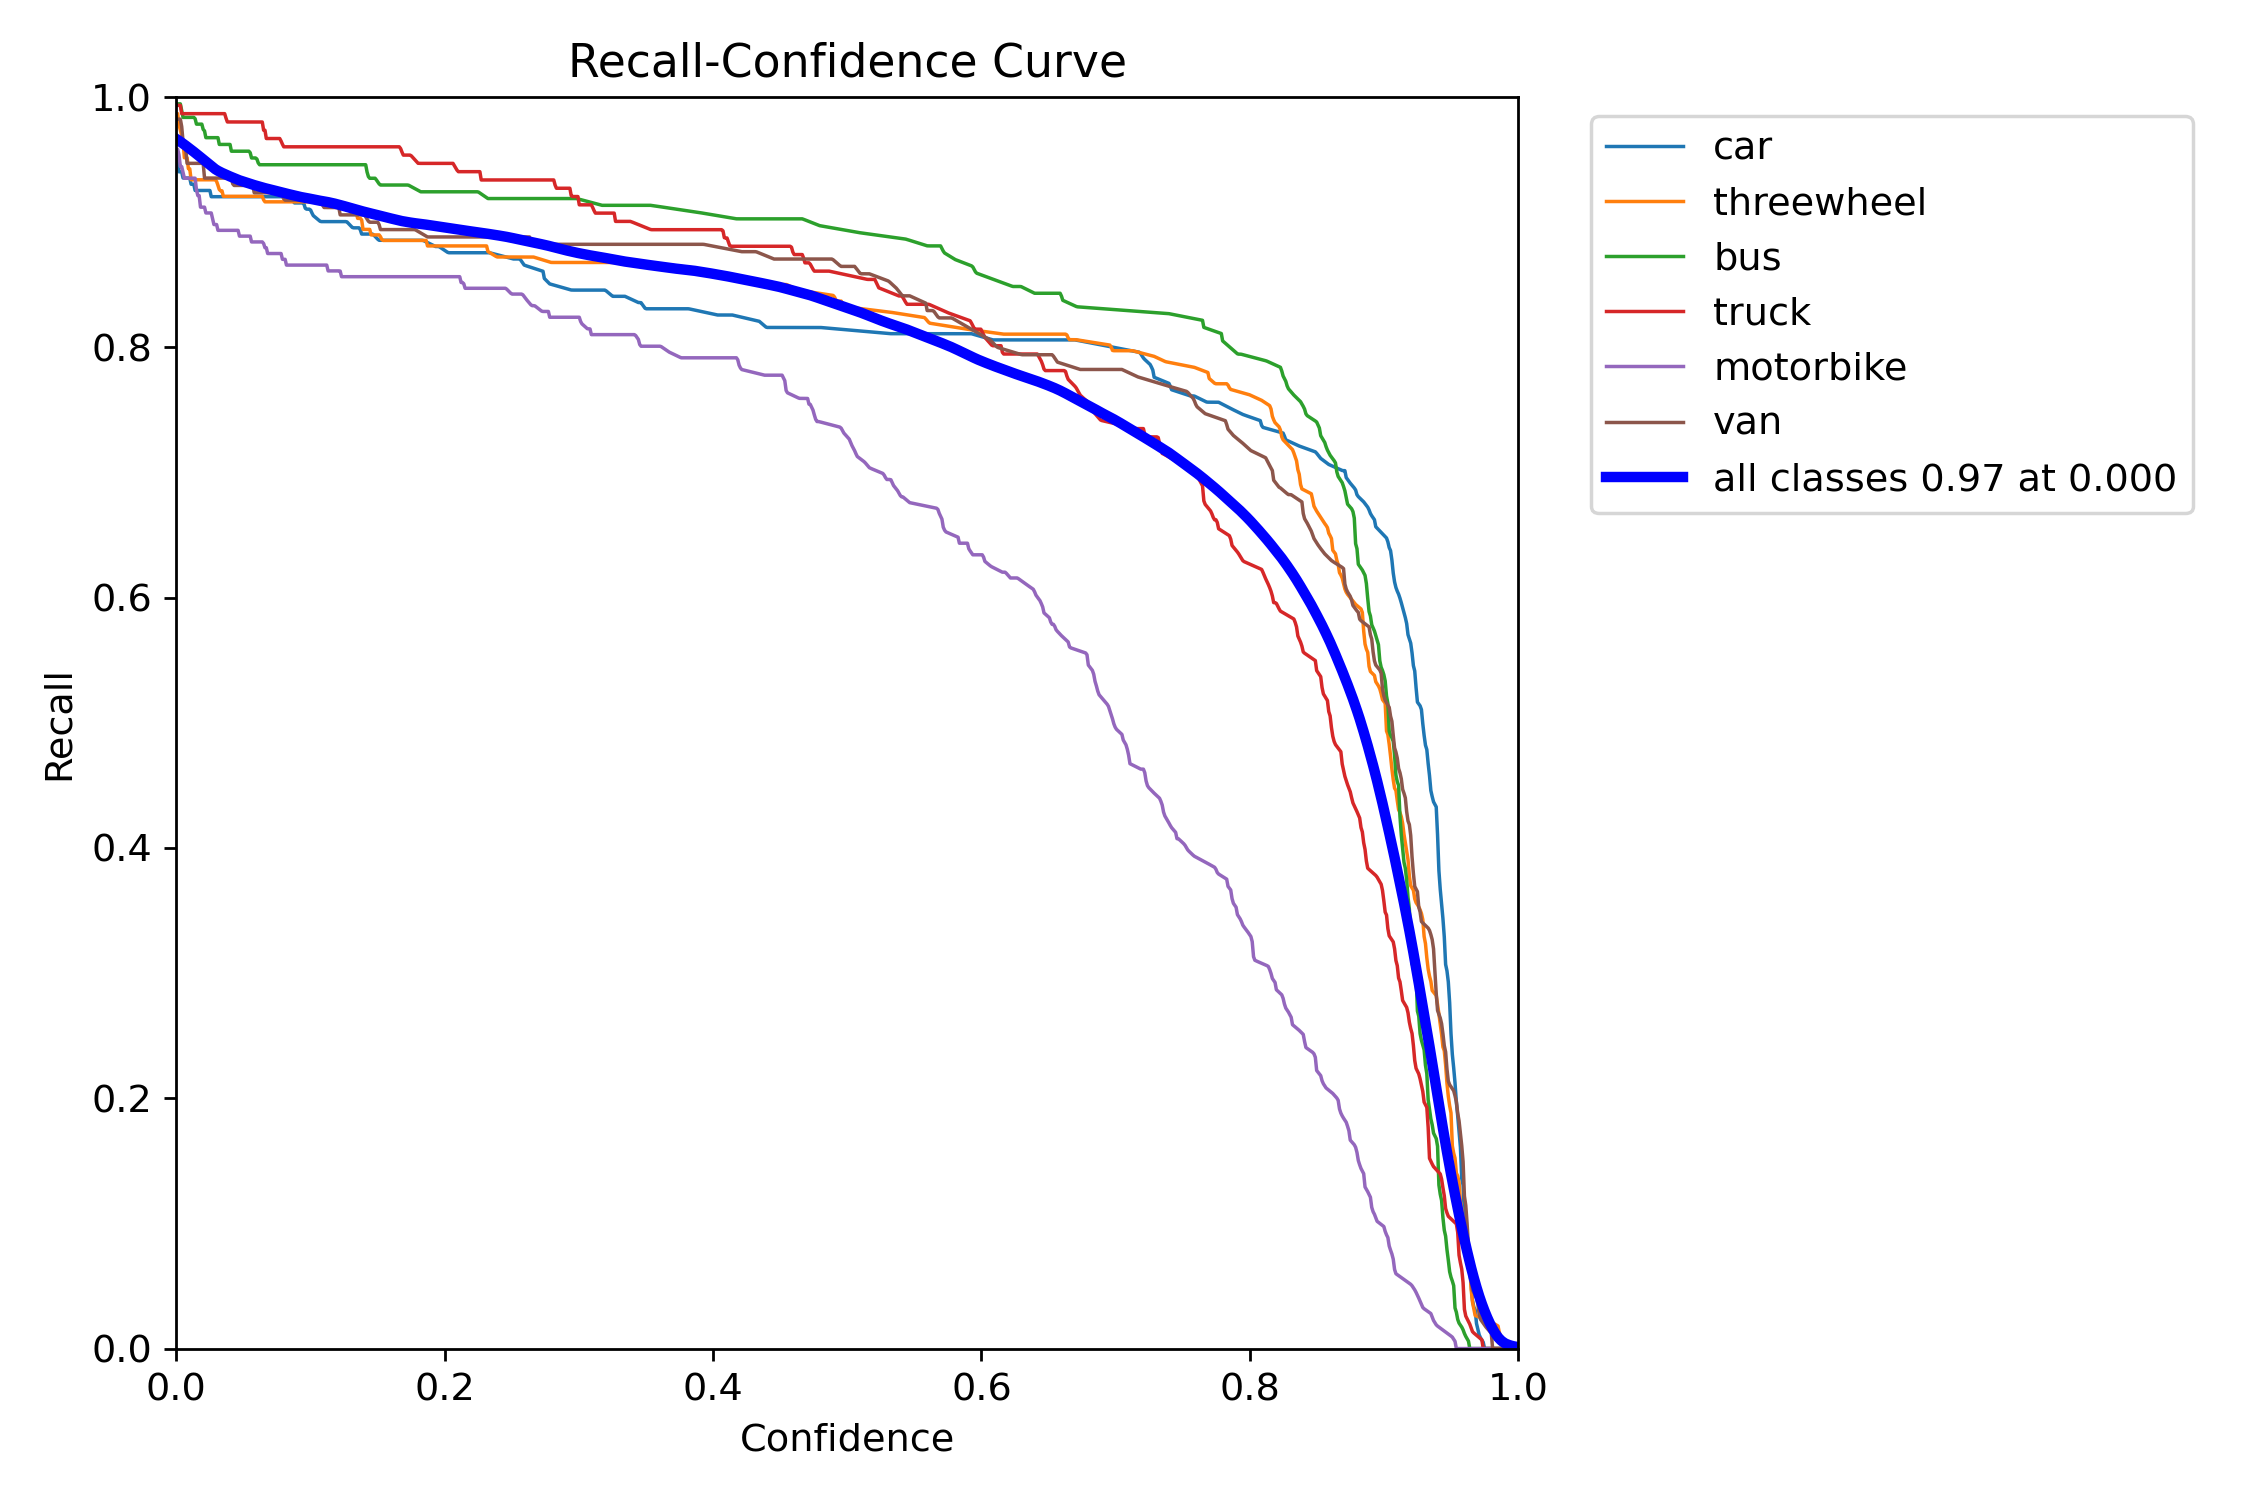 Recall-Confidence Curve
1.0
0.8
0.6
0.4
0.2
0.0
Recall
0.0 0.2 0.4 0.6 0.8 1.0
Confidence
car
threewheel
bus
truck
motorbike
van
all classes 0.97 at 0.000